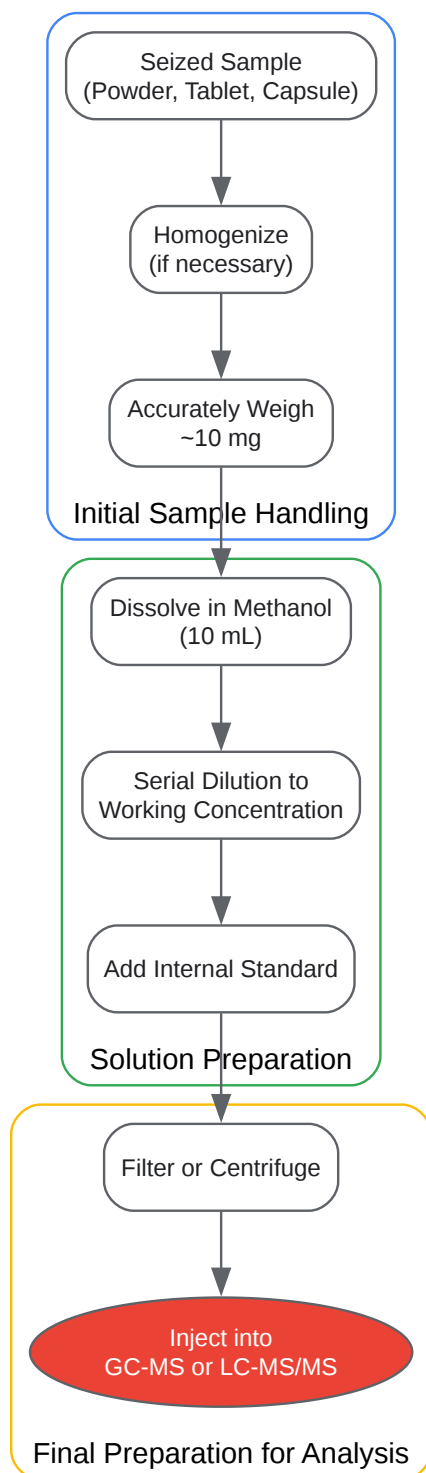 Seized Sample
(Powder, Tablet, Capsule)
Homogenize
(if necessary)
Accurately Weigh
~10 mg
Initial Sample Handling
Dissolve in Methanol
(10 mL)
Serial Dilution to
Working Concentration
Add Internal Standard
Solution Preparation
Filter or Centrifuge
Inject into
GC-MS or LC-MS/MS
Final Preparation for Analysis